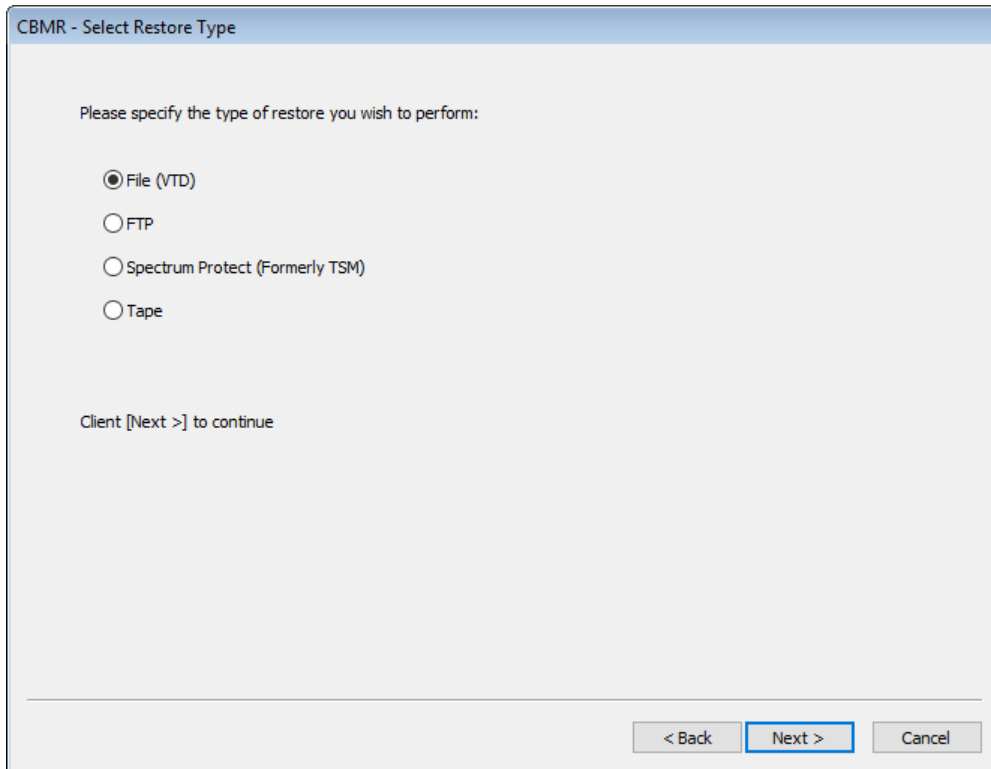 CBMR - Select Restore Type
Please specify the type of restore you wish to perform:
File (VTD)
FTP
Spectrum Protect (Formerly TSM)
Tape
Client [Next >] to continue
< Back
Next >
Cancel